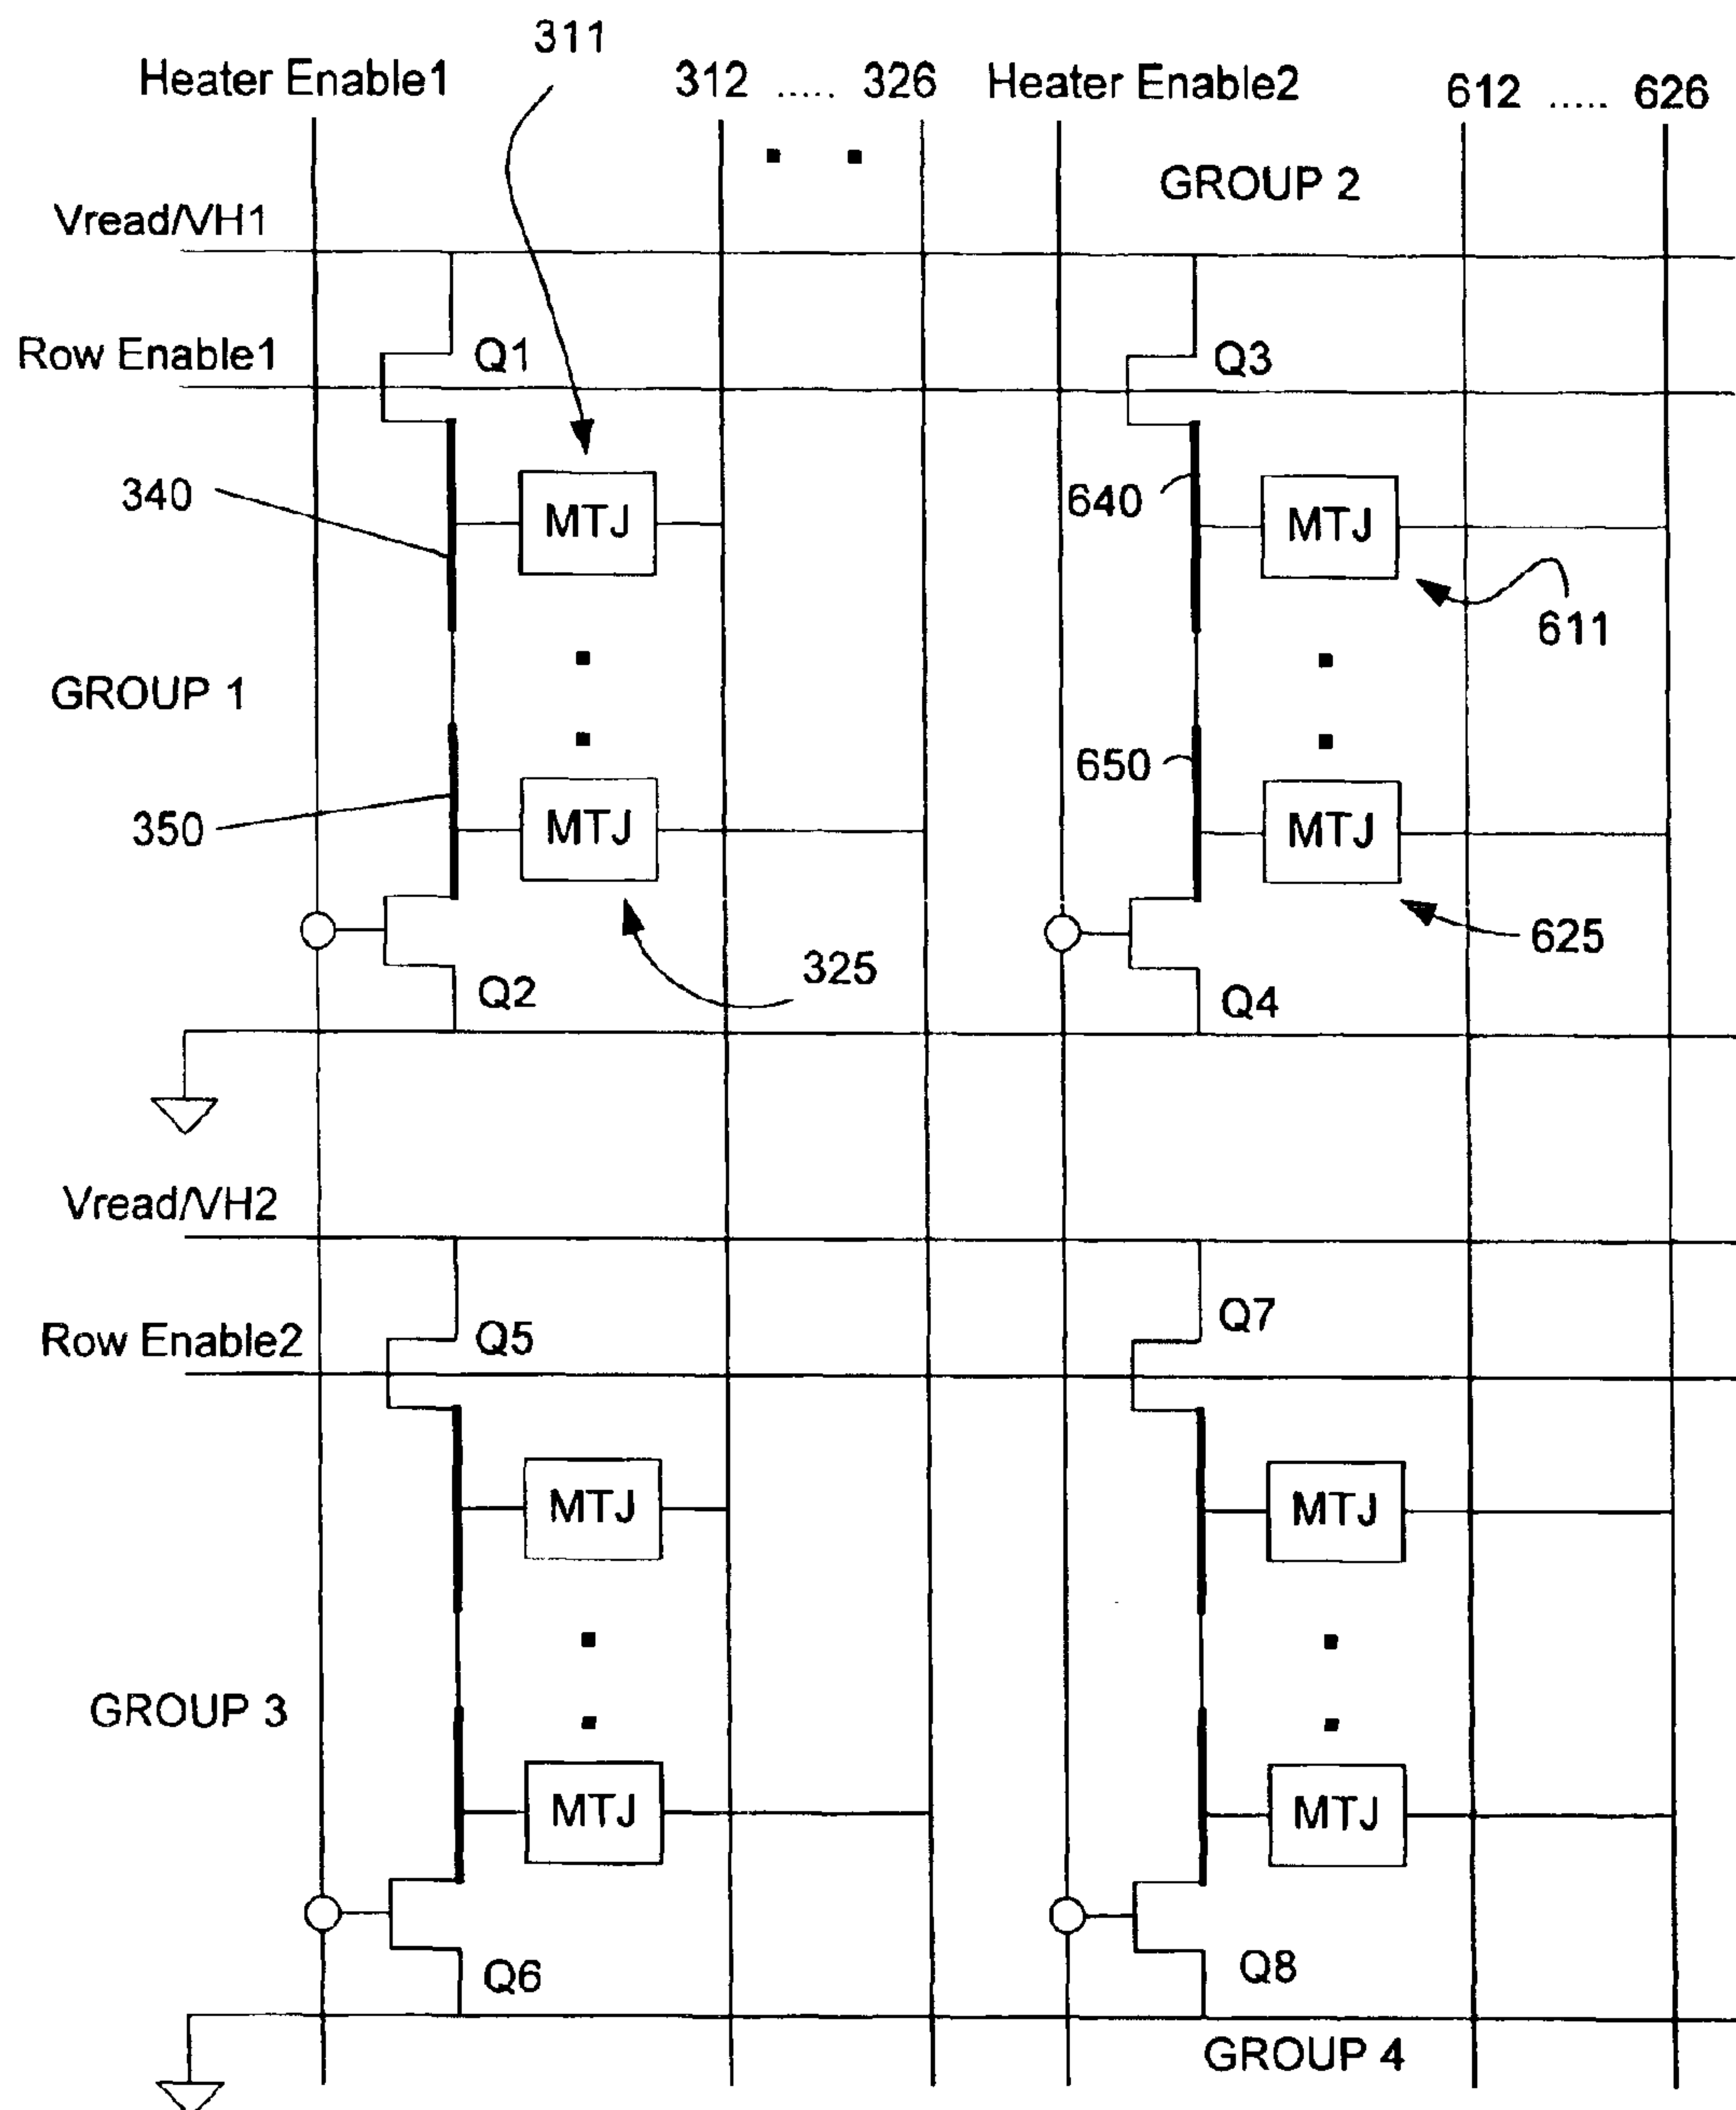 311
Heater Enable1
312 ..... 326
Heater Enable2
612 ..... 626
GROUP 2
Vread/VH1
Row Enable1
Q1
Q3
340
MTJ
640
MTJ
611
GROUP 1
350
MTJ
650
MTJ
325
625
Q2
Q4
Vread/VH2
Row Enable2
Q5
Q7
MTJ
MTJ
GROUP 3
MTJ
MTJ
Q6
Q8
GROUP 4